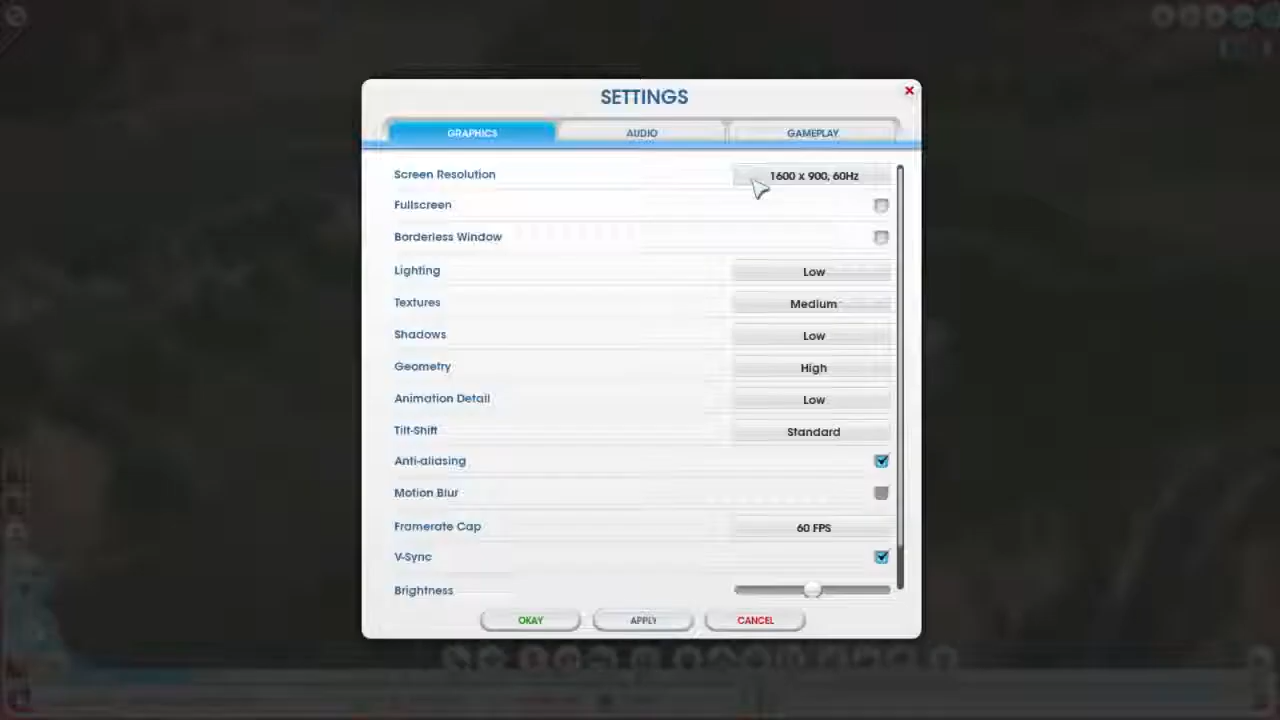 SETTINGS
GRAPHICS AUDIO GAMEPLAY
Screen Resolution 1600 x 900, 60Hz
Fullscreen
Borderless Window
Lighting Low
Textures Medium
Shadows Low
Geometry High
Animation Detail Low
Tilt-Shift Standard
Anti-aliasing
Motion Blur
Framerate Cap 60 FPS
V-Sync
Brightness
OKAY APPLY CANCEL